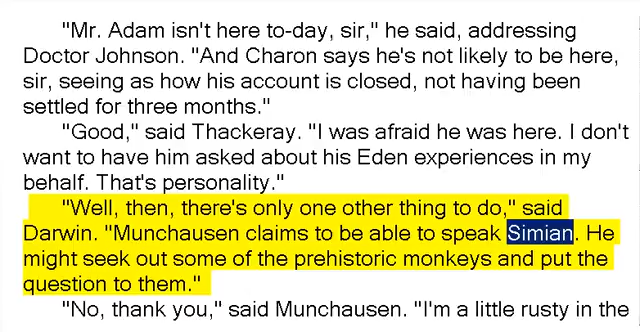 "Mr. Adam isn't here to-day, sir," he said, addressing
Doctor Johnson. "And Charon says he's not likely to be here,
sir, seeing as how his account is closed, not having been
settled for three months."
"Good," said Thackeray. "I was afraid he was here. I don't
want to have him asked about his Eden experiences in my
behalf. That's personality."
"Well, then, there's only one other thing to do," said
Darwin. "Munchausen claims to be able to speak Simian. He
might seek out some of the prehistoric monkeys and put the
question to them."
"No, thank you," said Munchausen. "I'm a little rusty in the